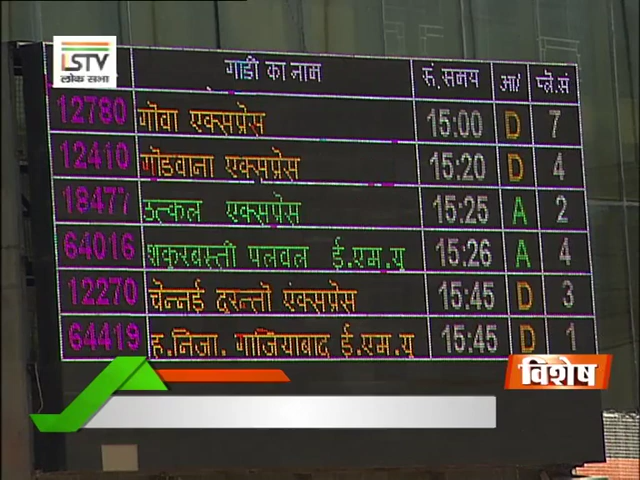 LSTV
लोक सभा
गाडी का नाम सं.समय आ/ प्लै.सं
12780 गोवा एक्सप्रेस 15:00 D 7
12410 गोंडवाना एक्सप्रेस 15:20 D 4
18477 उत्कल एक्सप्रेस 15:25 A 2
64016 शकुरबस्ती पलवल ई.एम.यू 15:26 A 4
12270 चेन्नई दुरन्तो एक्सप्रेस 15:45 D 3
64419 ह.निजा. गाजियाबाद ई.एम.यू 15:45 D 1
विशेष